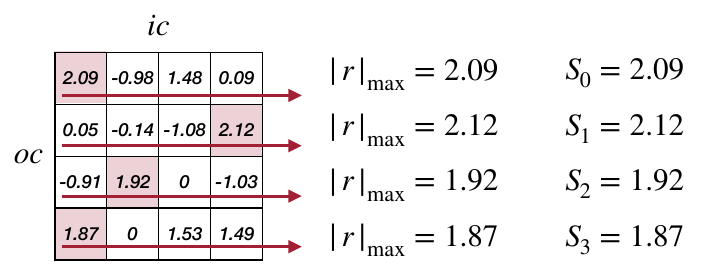 ic
2.09 -0.98 1.48 0.09 |r|max = 2.09 S0 = 2.09
0.05 -0.14 -1.08 2.12 |r|max = 2.12 S1 = 2.12
oc
-0.91 1.92 0 -1.03 |r|max = 1.92 S2 = 1.92
1.87 0 1.53 1.49 |r|max = 1.87 S3 = 1.87